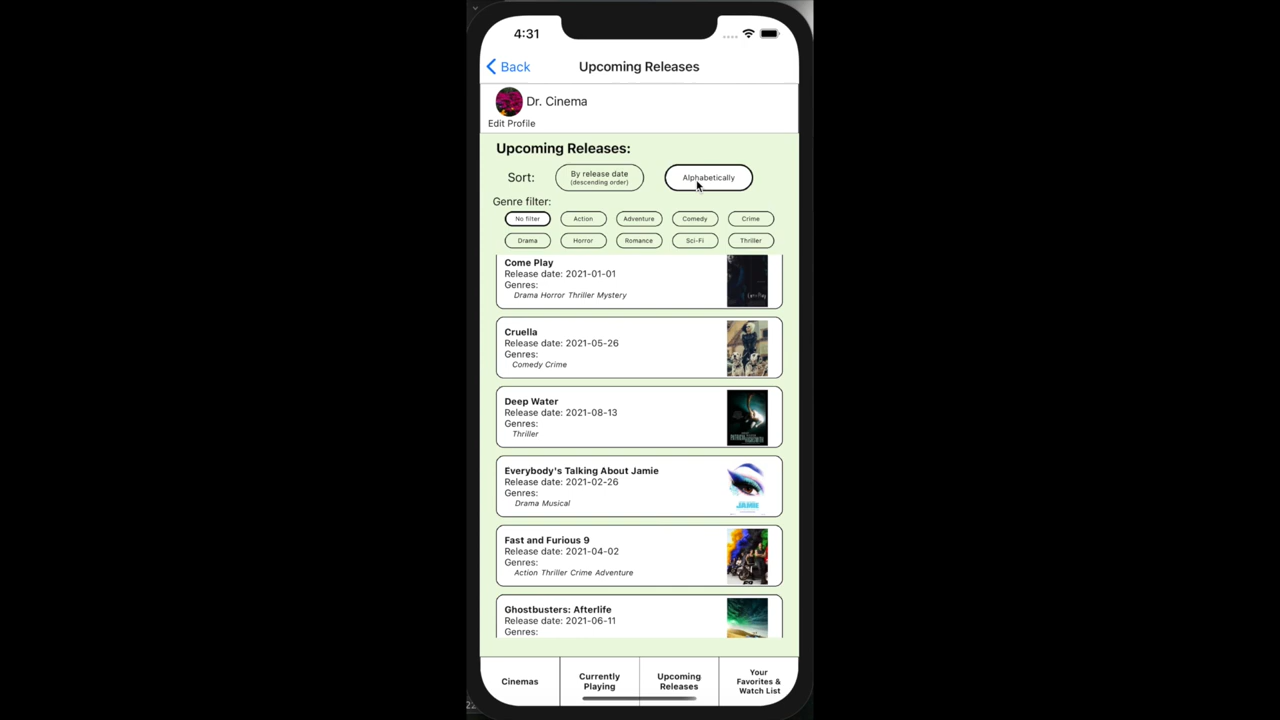 4:31
Back
Upcoming Releases
Dr. Cinema
Edit Profile
Upcoming Releases:
Sort:
By release date
(descending order)
Alphabetically
Genre filter:
No filter
Action
Adventure
Comedy
Crime
Drama
Horror
Romance
Sci-Fi
Thriller
Come Play
Release date: 2021-01-01
Genres:
Drama Horror Thriller Mystery
Cruella
Release date: 2021-05-26
Genres:
Comedy Crime
Deep Water
Release date: 2021-08-13
Genres:
Thriller
Everybody's Talking About Jamie
Release date: 2021-02-26
Genres:
Drama Musical
JAMIE
Fast and Furious 9
Release date: 2021-04-02
Genres:
Action Thriller Crime Adventure
Ghostbusters: Afterlife
Release date: 2021-06-11
Genres:
Cinemas
Currently
Playing
Upcoming
Releases
Your
Favorites &
Watch List